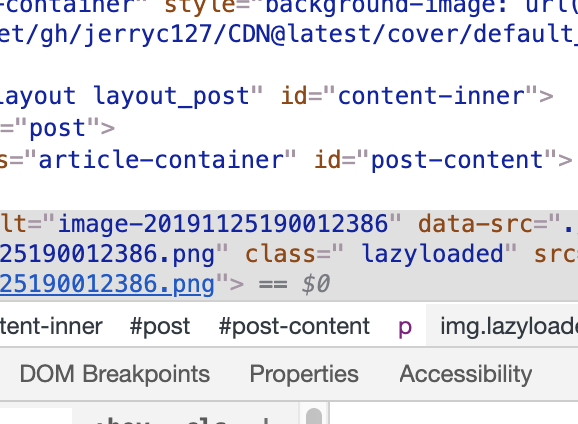 -container" style="background-image: url(
et/gh/jerryc127/CDN@latest/cover/default_
layout layout_post" id="content-inner">
="post">
s="article-container" id="post-content">
lt="image-20191125190012386" data-src=".
25190012386.png" class=" lazyloaded" src=
25190012386.png"> == $0
tent-inner #post #post-content p img.lazyloade
DOM Breakpoints Properties Accessibility
:hov .cls